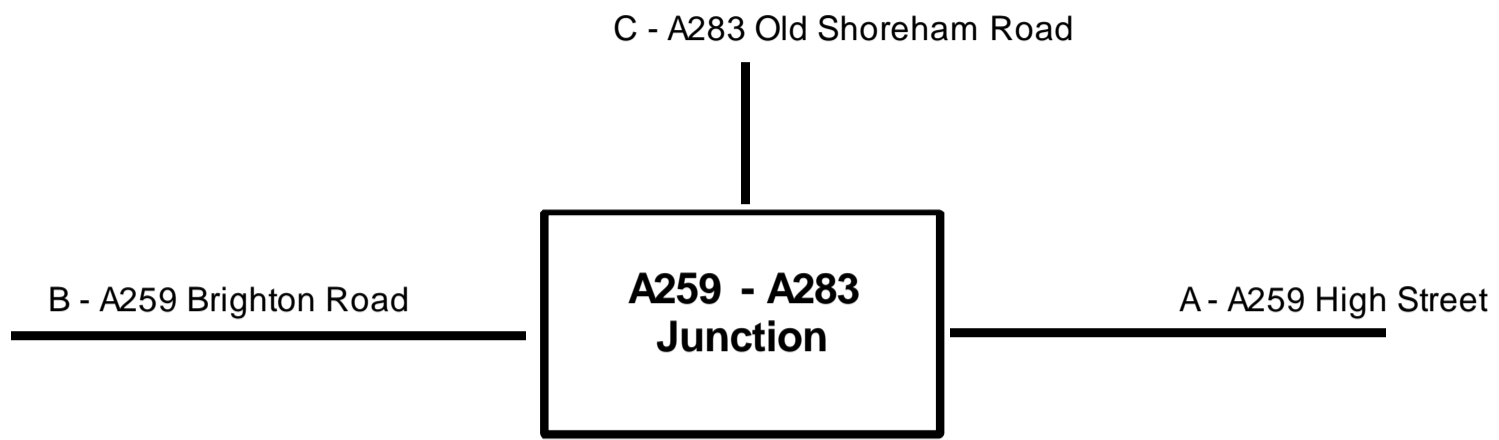 C - A283 Old Shoreham Road
B - A259 Brighton Road
A259 - A283
Junction
A - A259 High Street